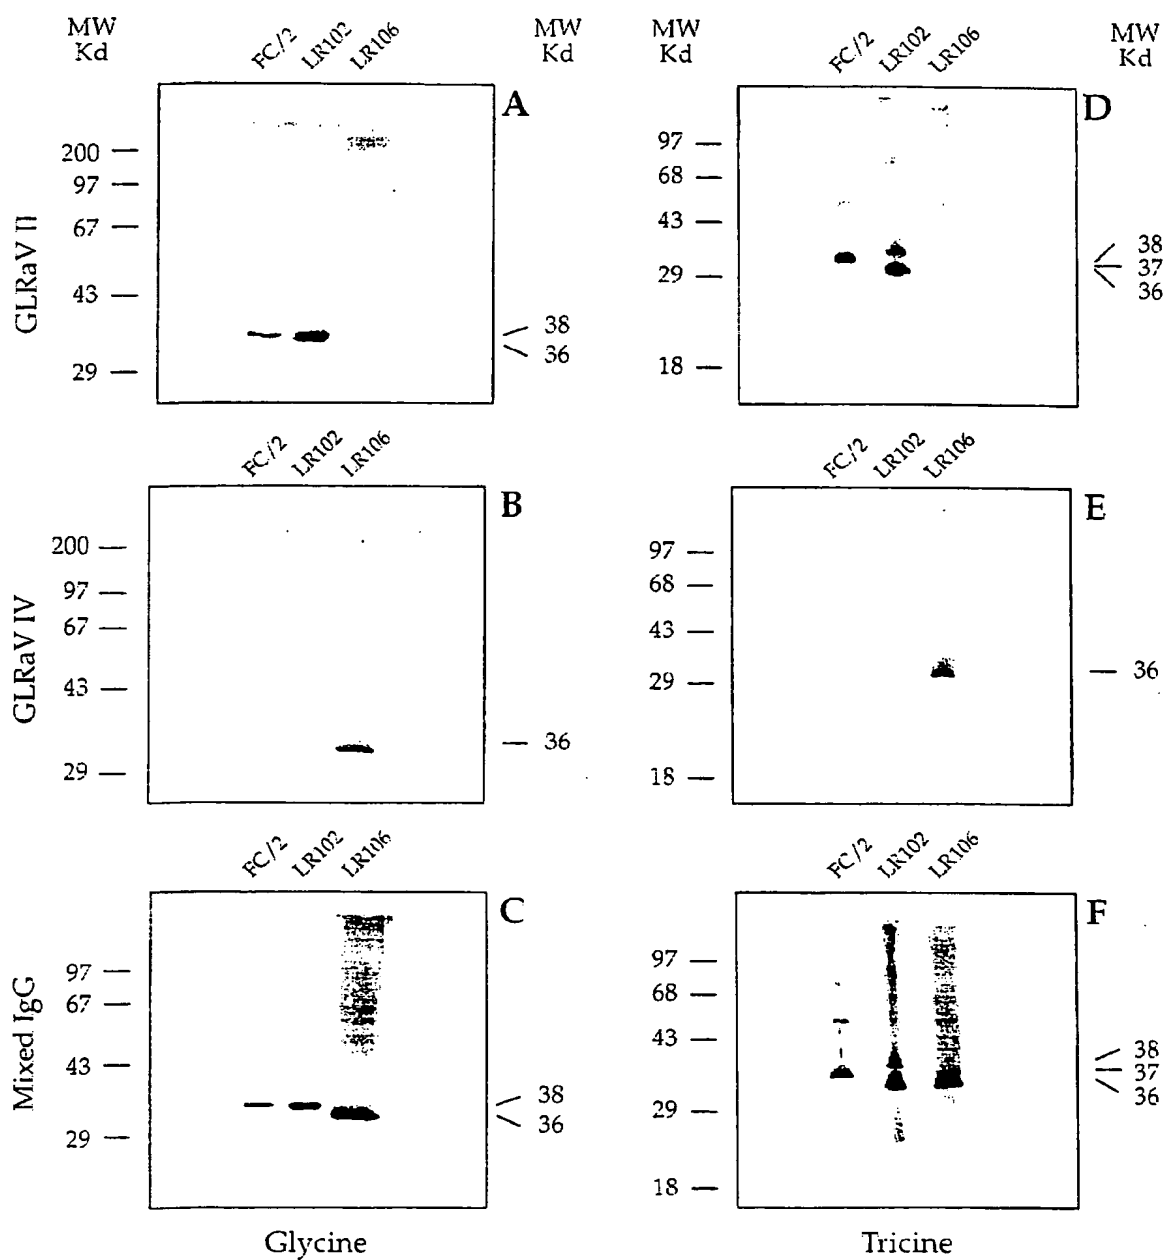 MW
Kd
FC/2
LR102
LR106
MW
Kd
GLRaV II
200
97
67
43
29
A
38
36
MW
Kd
FC/2
LR102
LR106
MW
Kd
97
68
43
29
18
D
38
37
36
GLRaV IV
FC/2
LR102
LR106
200
97
67
43
29
B
36
FC/2
LR102
LR106
97
68
43
29
18
E
36
Mixed IgG
FC/2
LR102
LR106
97
67
43
29
C
38
36
Glycine
FC/2
LR102
LR106
97
68
43
29
18
F
38
37
36
Tricine